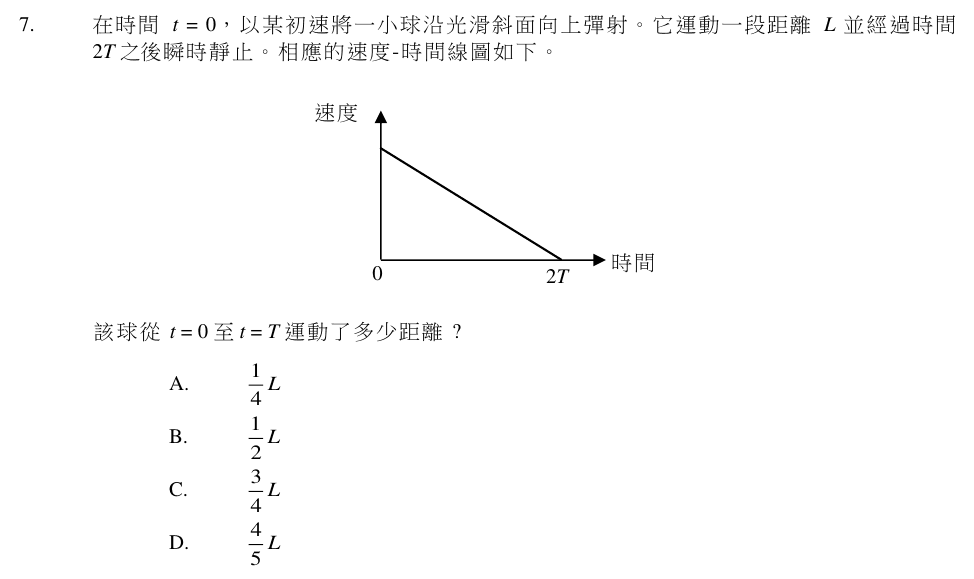 7. 在時間 t = 0，以某初速將一小球沿光滑斜面向上彈射。它運動一段距離 L 並經過時間
2T 之後瞬時靜止。相應的速度-時間線圖如下。
速度
0
2T
時間
該球從 t = 0 至 t = T 運動了多少距離？
A. 1/4 L
B. 1/2 L
C. 3/4 L
D. 4/5 L